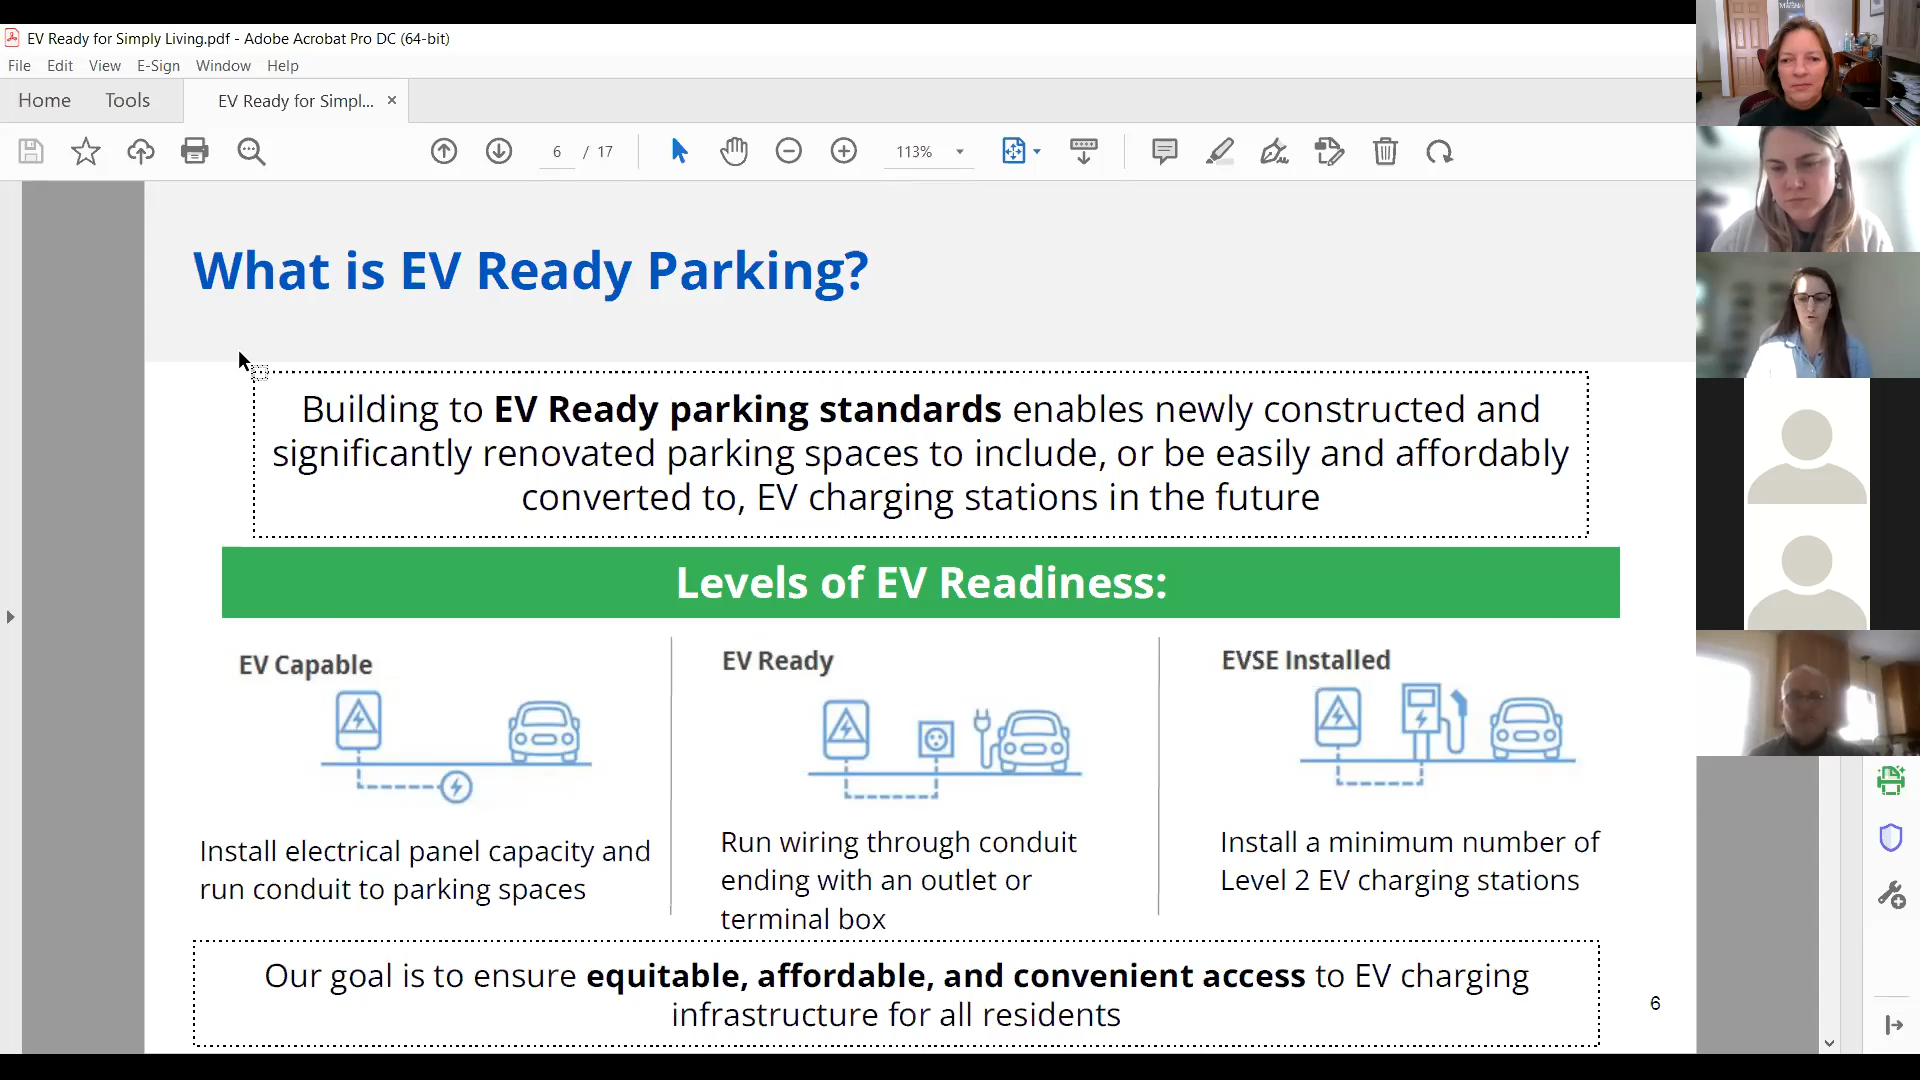 EV Ready for Simply Living.pdf - Adobe Acrobat Pro DC (64-bit)
File Edit View E-Sign Window Help
Home Tools EV Ready for Simpl... ×
6 / 17 113%
What is EV Ready Parking?
Building to EV Ready parking standards enables newly constructed and
significantly renovated parking spaces to include, or be easily and affordably
converted to, EV charging stations in the future
Levels of EV Readiness:
EV Capable
Install electrical panel capacity and
run conduit to parking spaces
EV Ready
Run wiring through conduit
ending with an outlet or
terminal box
EVSE Installed
Install a minimum number of
Level 2 EV charging stations
Our goal is to ensure equitable, affordable, and convenient access to EV charging
infrastructure for all residents
6